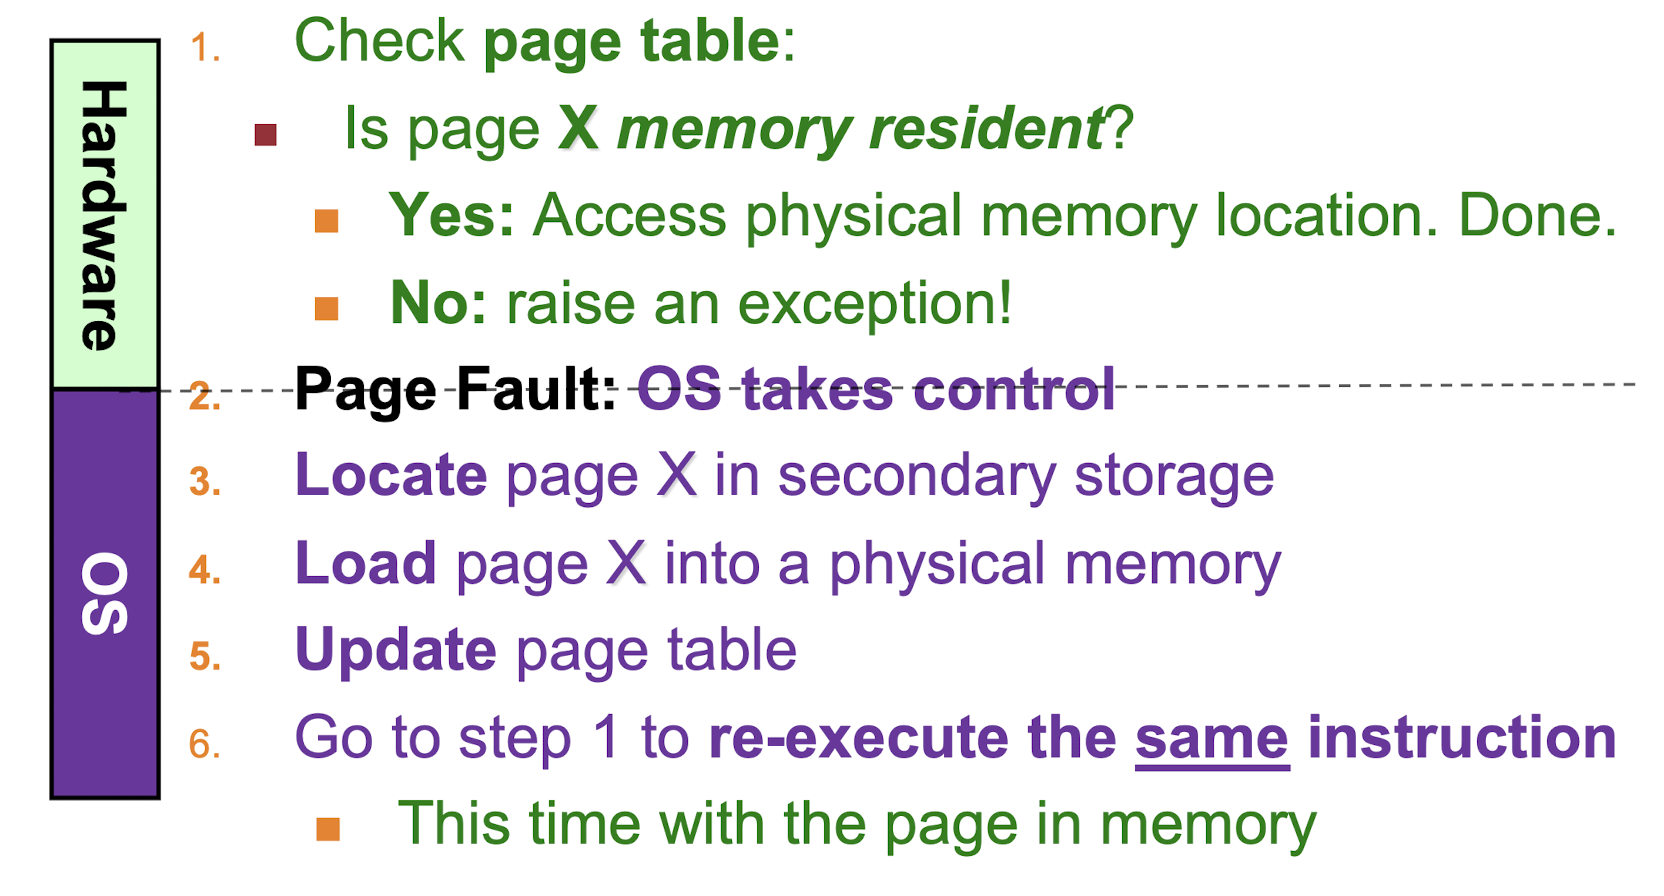 Hardware
OS
1. Check page table:
Is page X memory resident?
Yes: Access physical memory location. Done.
No: raise an exception!
2. Page Fault: OS takes control
3. Locate page X in secondary storage
4. Load page X into a physical memory
5. Update page table
6. Go to step 1 to re-execute the same instruction
This time with the page in memory